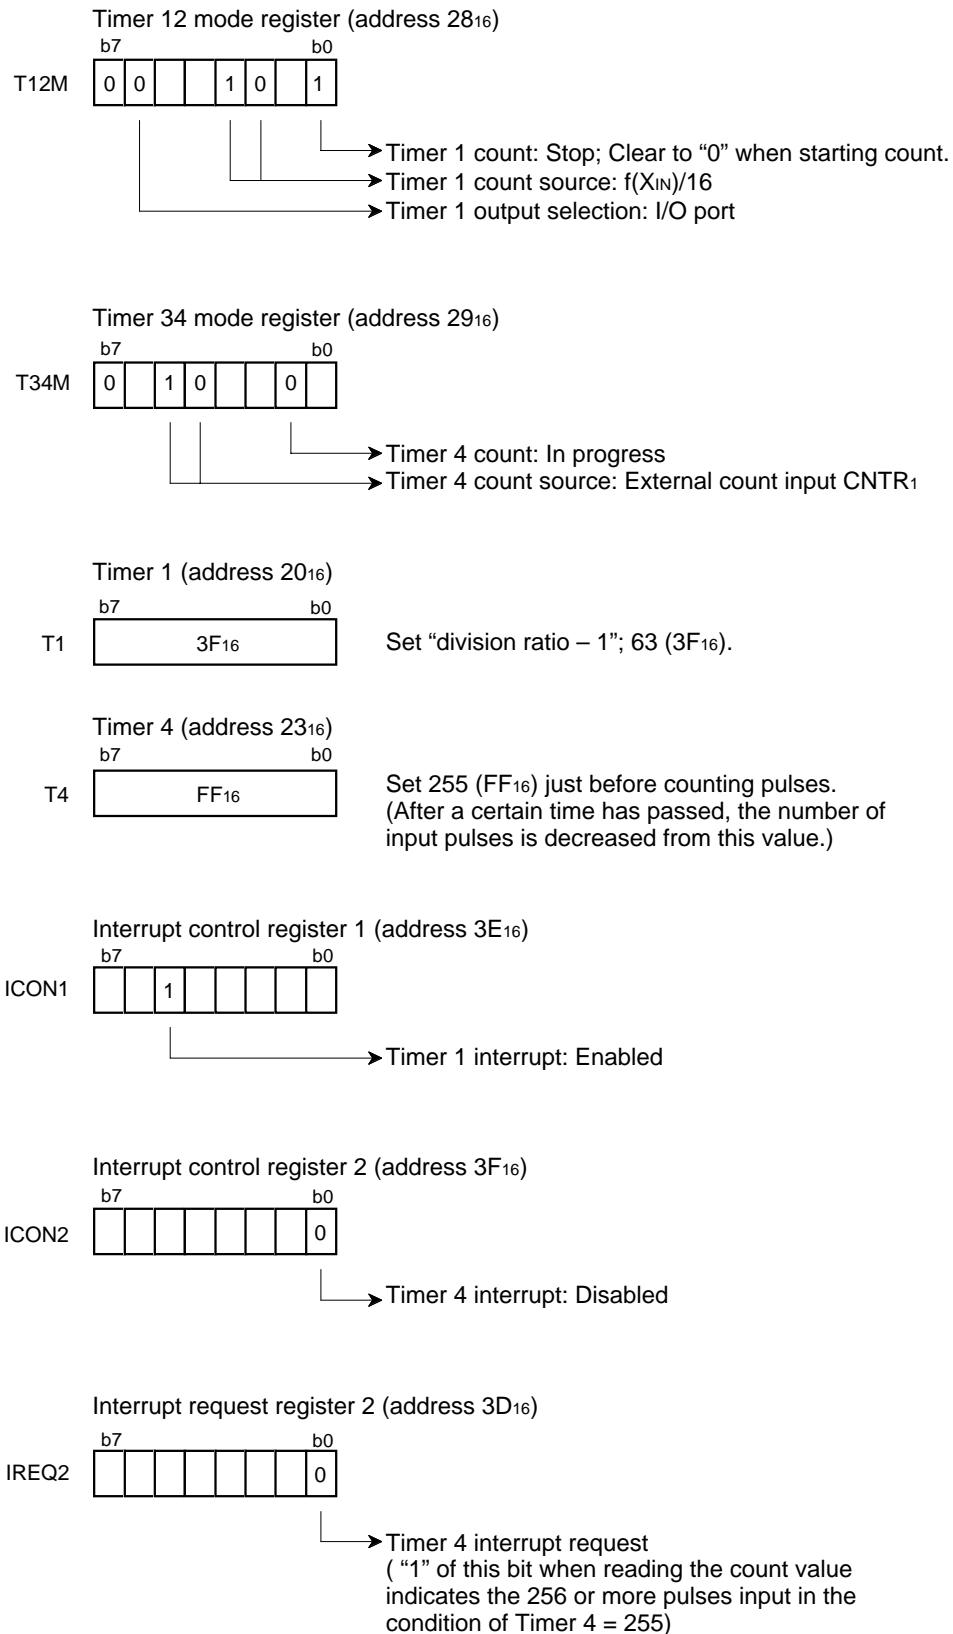 Timer 12 mode register (address 28₁₆)
b7 b0
T12M 0 0 1 0 1
Timer 1 count: Stop; Clear to “0” when starting count.
Timer 1 count source: f(XIN)/16
Timer 1 output selection: I/O port
Timer 34 mode register (address 29₁₆)
b7 b0
T34M 0 1 0 0
Timer 4 count: In progress
Timer 4 count source: External count input CNTR₁
Timer 1 (address 20₁₆)
b7 b0
T1 3F₁₆ Set “division ratio – 1”; 63 (3F₁₆).
Timer 4 (address 23₁₆)
b7 b0
T4 FF₁₆ Set 255 (FF₁₆) just before counting pulses.
(After a certain time has passed, the number of
input pulses is decreased from this value.)
Interrupt control register 1 (address 3E₁₆)
b7 b0
ICON1 1
Timer 1 interrupt: Enabled
Interrupt control register 2 (address 3F₁₆)
b7 b0
ICON2 0
Timer 4 interrupt: Disabled
Interrupt request register 2 (address 3D₁₆)
b7 b0
IREQ2 0
Timer 4 interrupt request
( “1” of this bit when reading the count value
indicates the 256 or more pulses input in the
condition of Timer 4 = 255)